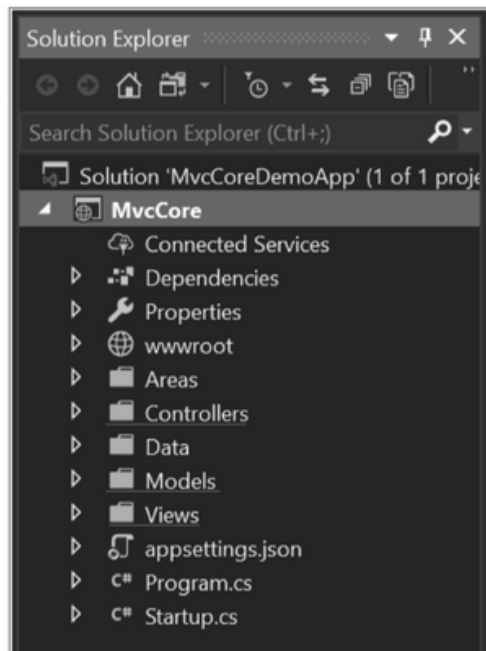 Solution Explorer
Search Solution Explorer (Ctrl+;)
Solution 'MvcCoreDemoApp' (1 of 1 proje
MvcCore
Connected Services
Dependencies
Properties
wwwroot
Areas
Controllers
Data
Models
Views
appsettings.json
C# Program.cs
C# Startup.cs